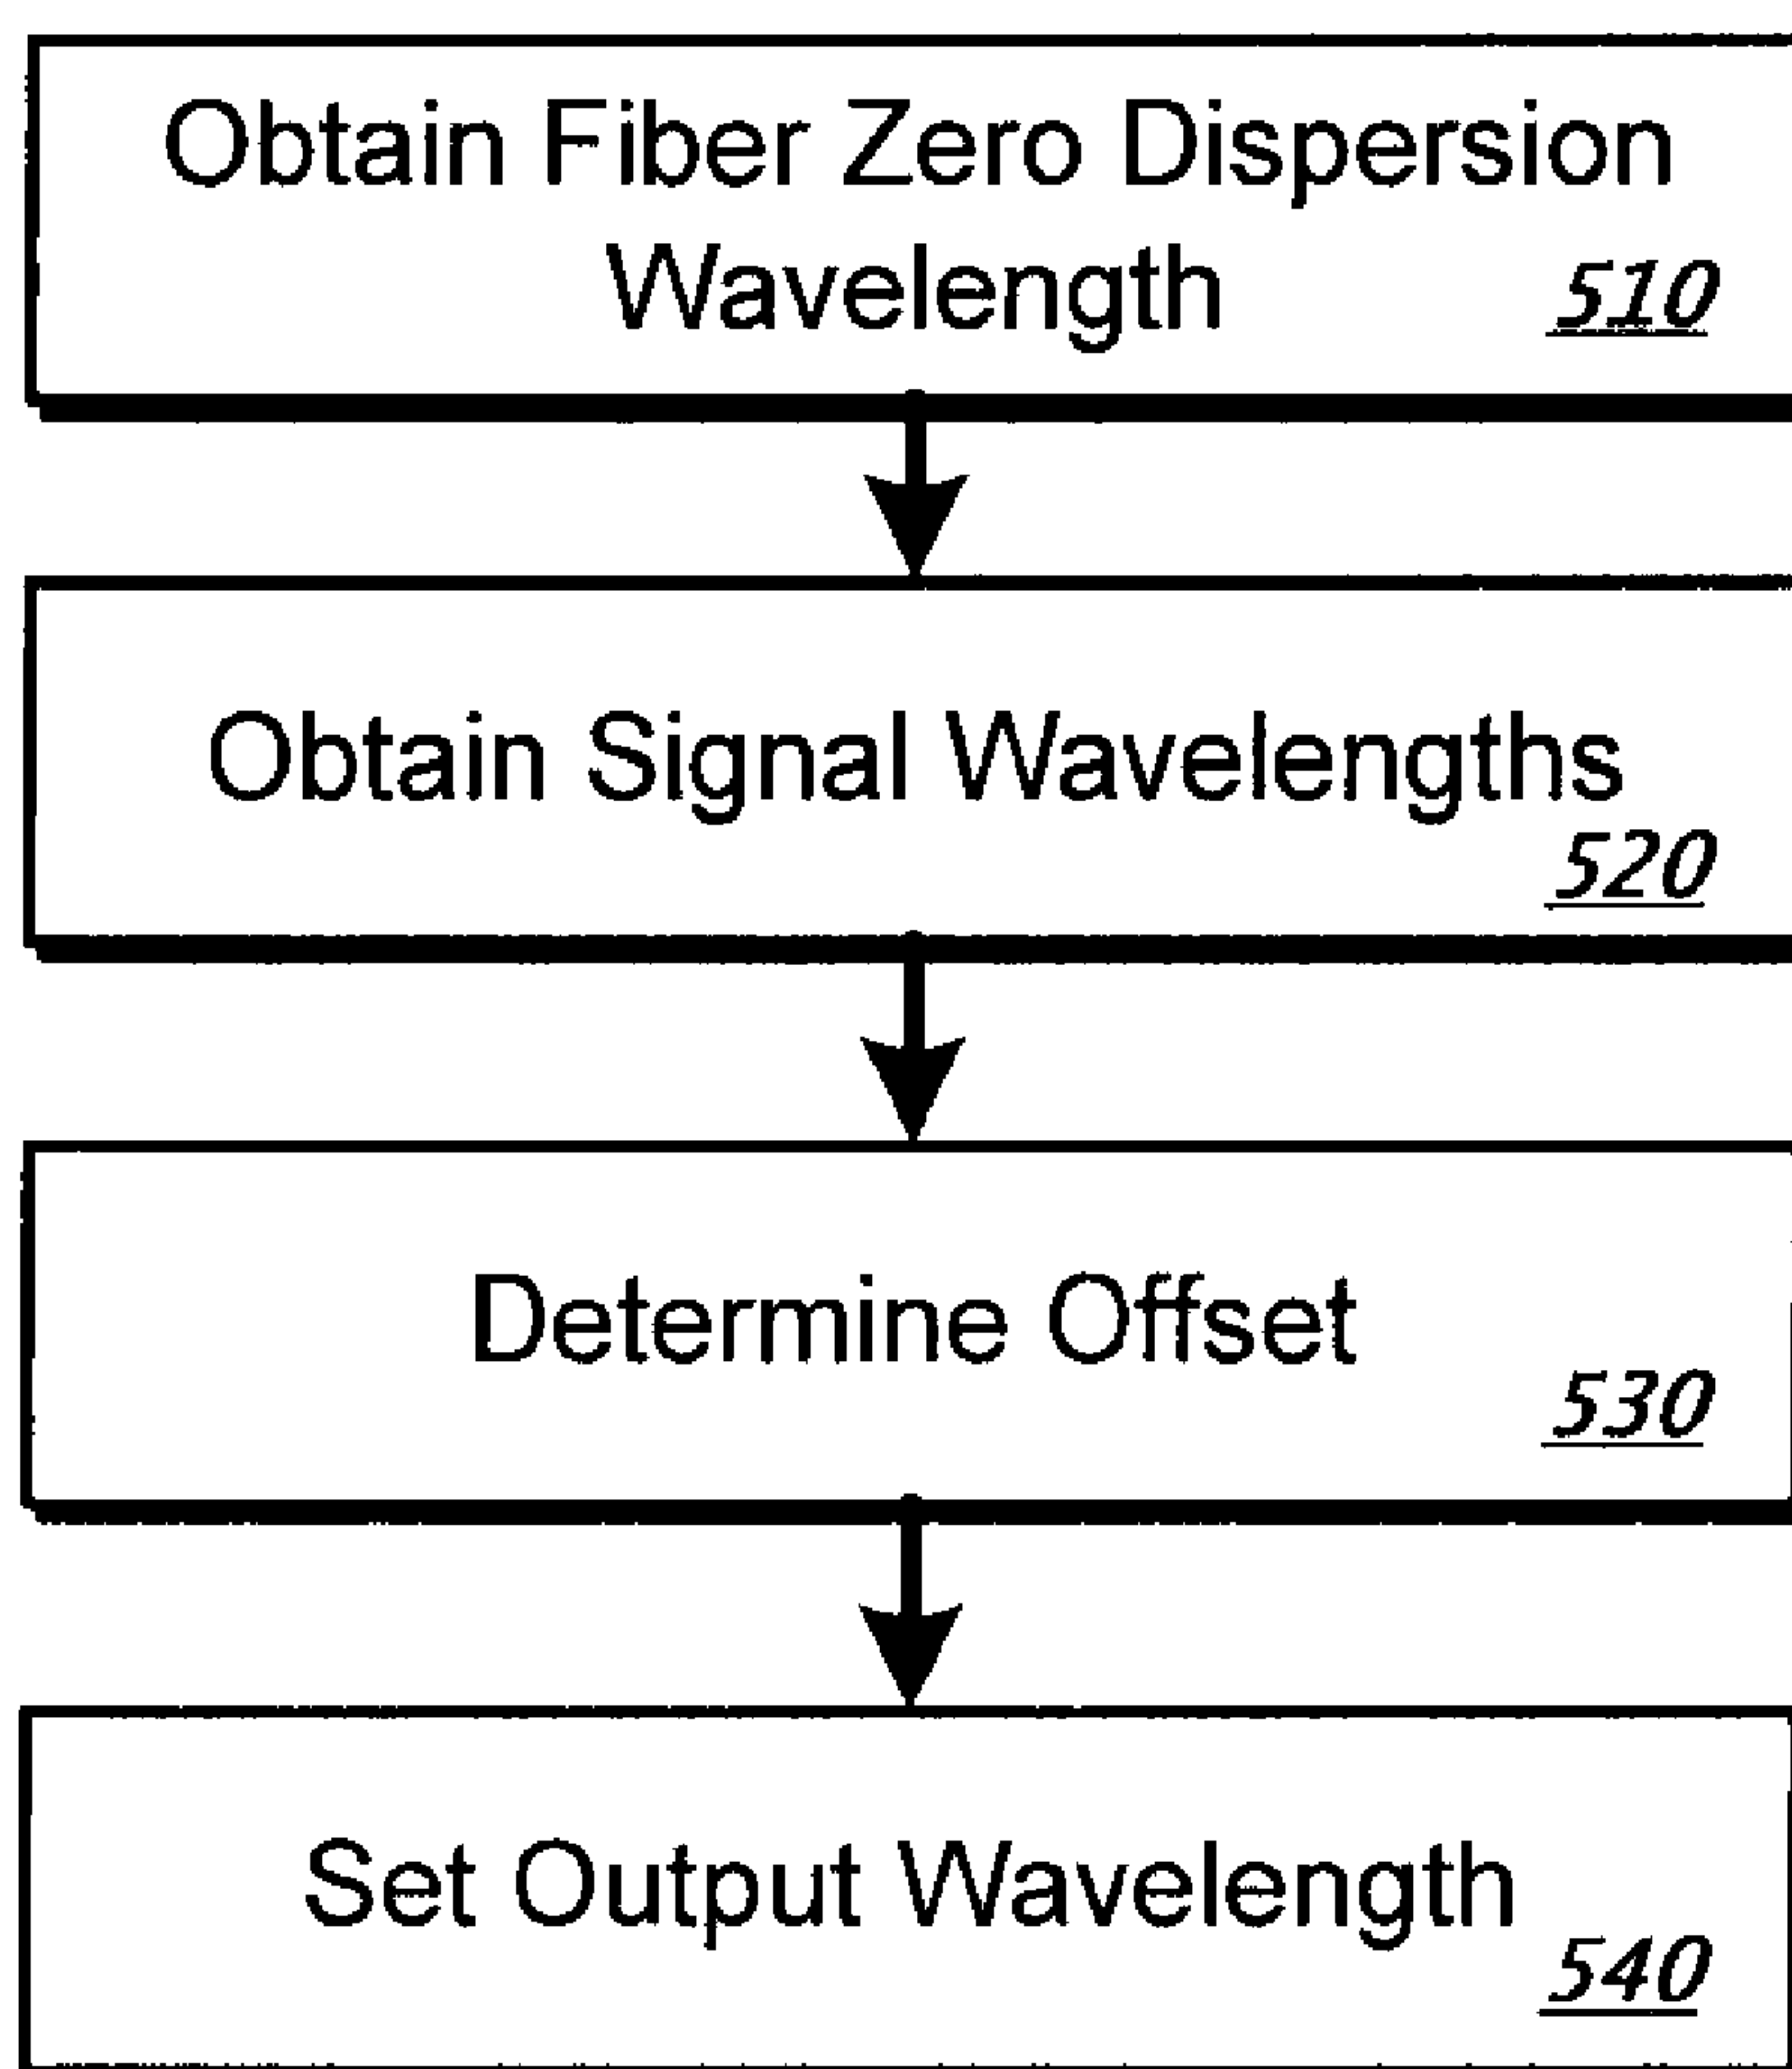 Obtain Fiber Zero Dispersion
Wavelength
510
Obtain Signal Wavelengths
520
Determine Offset
530
Set Output Wavelength
540